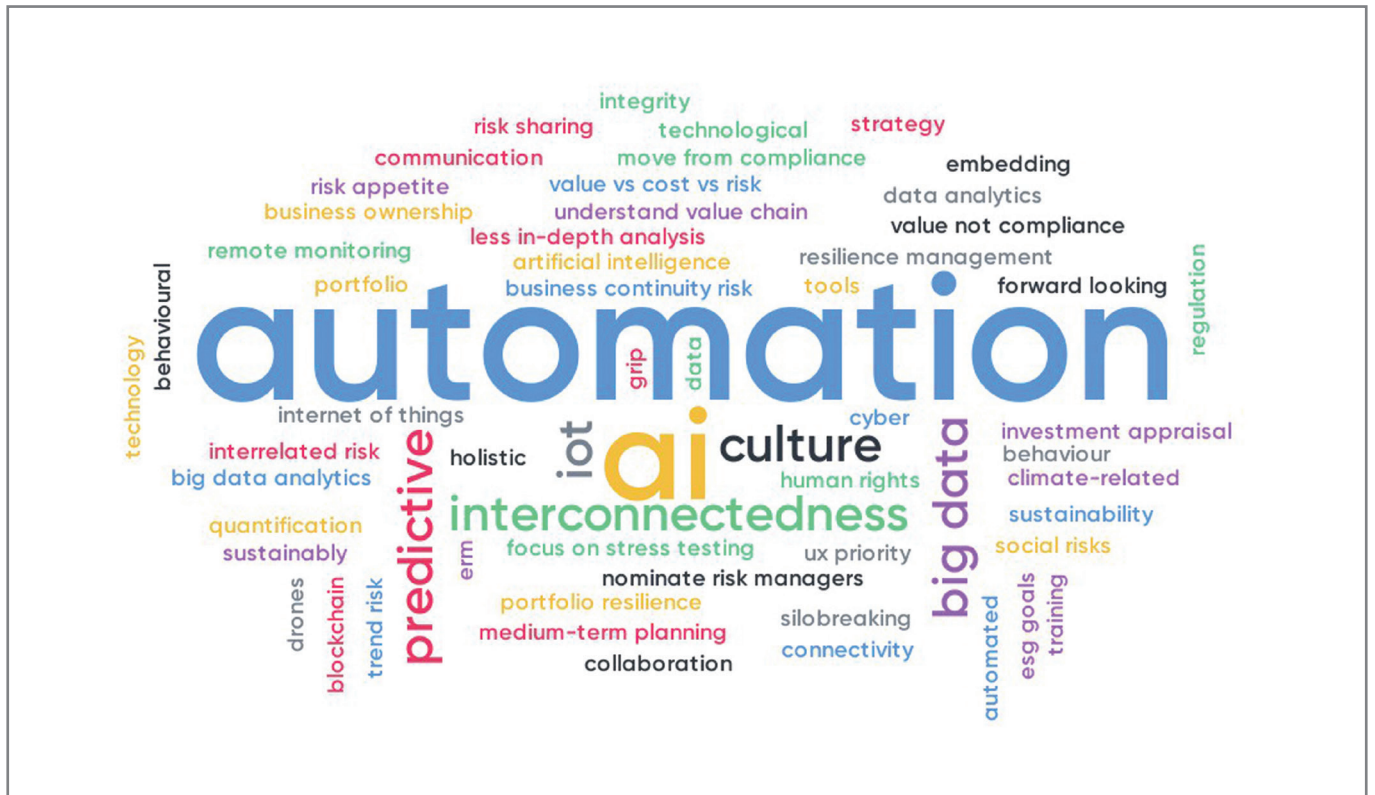 integrity
risk sharing
technological
strategy
communication
move from compliance
embedding
risk appetite
value vs cost vs risk
data analytics
business ownership
understand value chain
value not compliance
remote monitoring
less in-depth analysis
resilience management
artificial intelligence
portfolio
business continuity risk
tools
forward looking
regulation
behavioural
technology
automation
grip
data
internet of things
iot
ai
culture
cyber
big data
investment appraisal
interrelated risk
predictive
holistic
behaviour
big data analytics
human rights
climate-related
interconnectedness
sustainability
quantification
sustainably
erm
focus on stress testing
ux priority
social risks
drones
blockchain
trend risk
nominate risk managers
portfolio resilience
silobreaking
medium-term planning
connectivity
collaboration
automated
esg goals
training